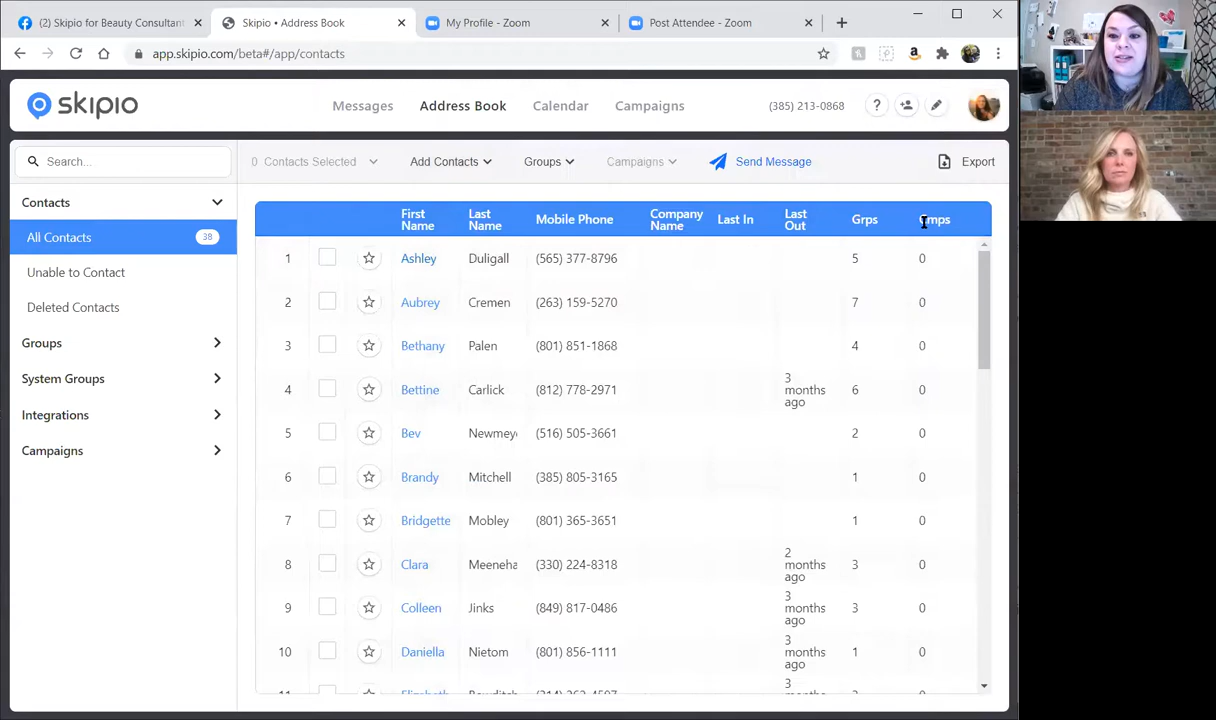 (2) Skipio for Beauty Consultant
Skipio • Address Book
My Profile - Zoom
Post Attendee - Zoom
app.skipio.com/beta#/app/contacts
skipio
Messages
Address Book
Calendar
Campaigns
(385) 213-0868
Search...
0 Contacts Selected
Add Contacts
Groups
Campaigns
Send Message
Export
Contacts
All Contacts 38
Unable to Contact
Deleted Contacts
Groups
System Groups
Integrations
Campaigns
First Name Last Name Mobile Phone Company Name Last In Last Out Grps Cmps
1 Ashley Duligall (565) 377-8796 5 0
2 Aubrey Cremen (263) 159-5270 7 0
3 Bethany Palen (801) 851-1868 4 0
4 Bettine Carlick (812) 778-2971 3 months ago 6 0
5 Bev Newmey (516) 505-3661 2 0
6 Brandy Mitchell (385) 805-3165 1 0
7 Bridgette Mobley (801) 365-3651 1 0
8 Clara Meeneha (330) 224-8318 2 months ago 3 0
9 Colleen Jinks (849) 817-0486 3 months ago 3 0
10 Daniella Nietom (801) 856-1111 3 months ago 1 0